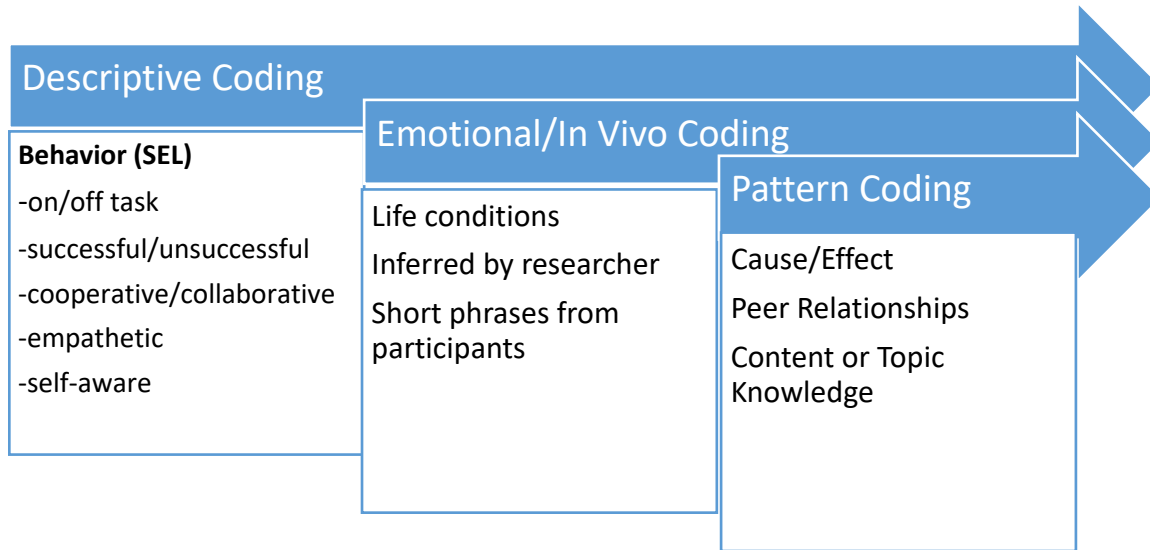 Descriptive Coding
Behavior (SEL)
-on/off task
-successful/unsuccessful
-cooperative/collaborative
-empathetic
-self-aware
Emotional/In Vivo Coding
Life conditions
Inferred by researcher
Short phrases from
participants
Pattern Coding
Cause/Effect
Peer Relationships
Content or Topic
Knowledge